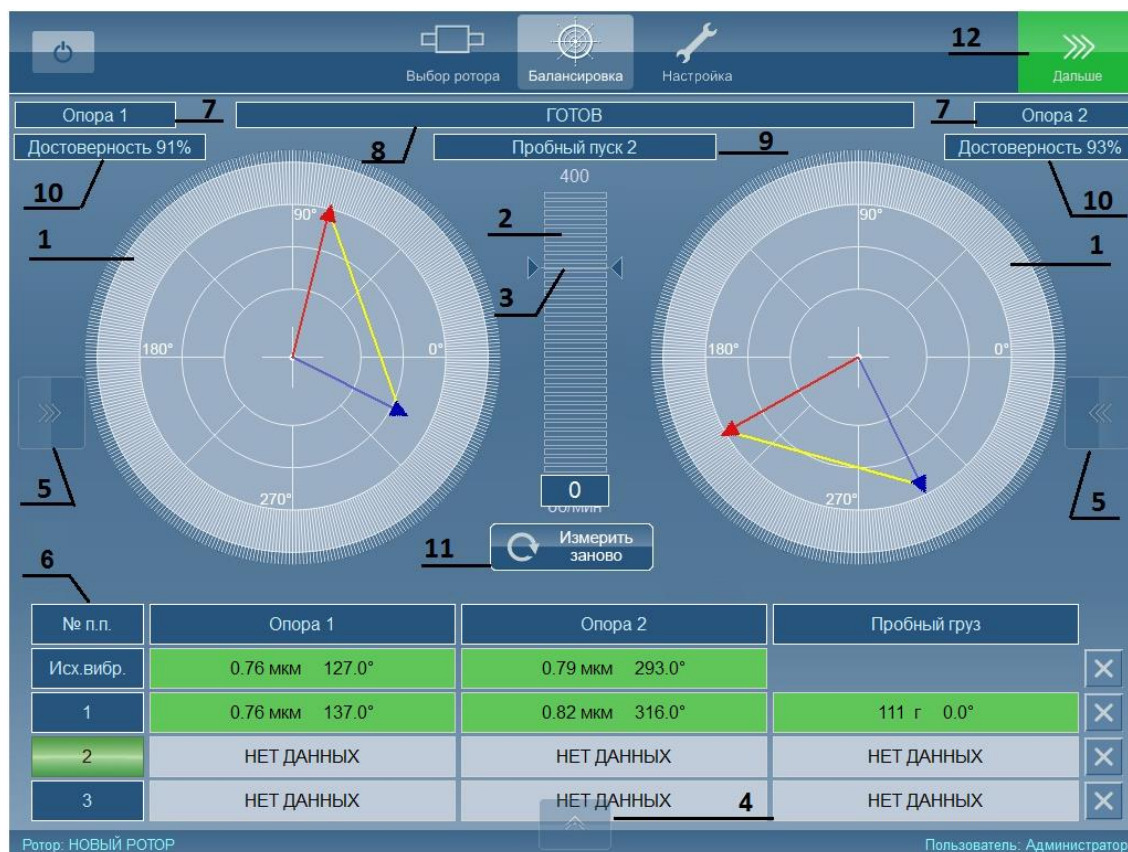 Выбор ротора
Балансировка
Настройка
12
Дальше
Опора 1
7
ГОТОВ
7
Опора 2
Достоверность 91%
8
Пробный пуск 2
9
Достоверность 93%
10
400
10
1
90°
2
90°
1
3
180°
0°
180°
0°
5
270°
0
270°
5
об/мин
11
Измерить
заново
6
№ п.п.
Опора 1
Опора 2
Пробный груз
Исх.вибр.
0.76 мкм 127.0°
0.79 мкм 293.0°
1
0.76 мкм 137.0°
0.82 мкм 316.0°
111 г 0.0°
2
НЕТ ДАННЫХ
НЕТ ДАННЫХ
НЕТ ДАННЫХ
3
НЕТ ДАННЫХ
НЕТ ДАННЫХ
4
НЕТ ДАННЫХ
Ротор: НОВЫЙ РОТОР
Пользователь: Администратор